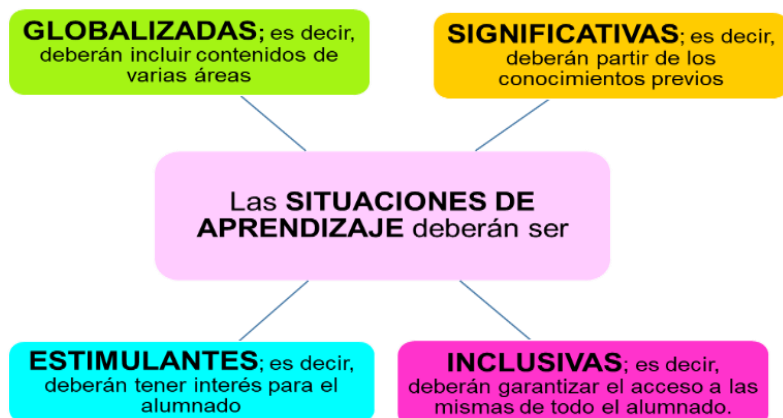 GLOBALIZADAS; es decir,
deberán incluir contenidos de
varias áreas
SIGNIFICATIVAS; es decir,
deberán partir de los
conocimientos previos
Las SITUACIONES DE
APRENDIZAJE deberán ser
ESTIMULANTES; es decir,
deberán tener interés para el
alumnado
INCLUSIVAS; es decir,
deberán garantizar el acceso a las
mismas de todo el alumnado.